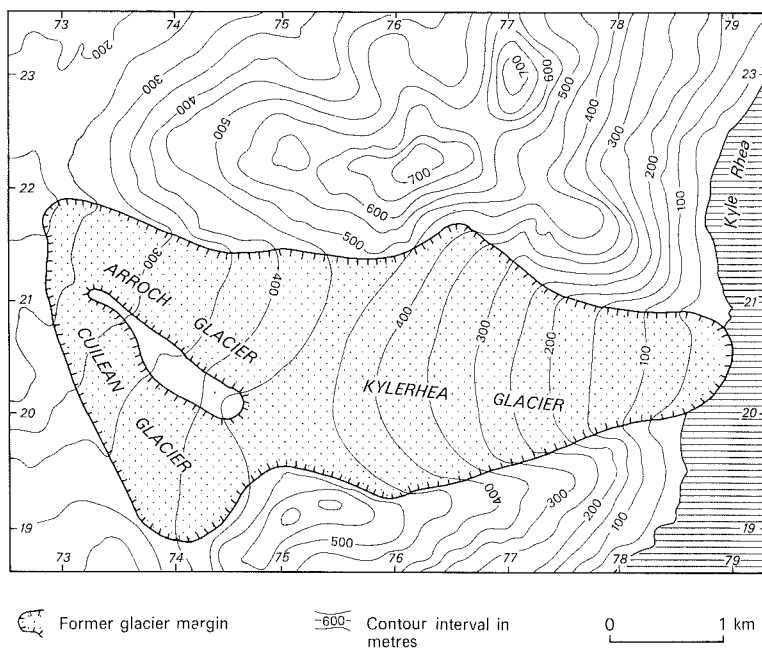 73 74 75 76 77 78 79
200
23 23
300
400
500
700
600
500
400
300
200
100
700
600
500
Kyle Rhea
22 22
21 21
ARROCH
GLACIER
300
400
CUILEAN
GLACIER
400
300
200
100
KYLERHEA GLACIER
20 20
19 19
400
300
200
100
500
73 74 75 76 77 78 79
Former glacier margin
600 Contour interval in
metres
0 1 km